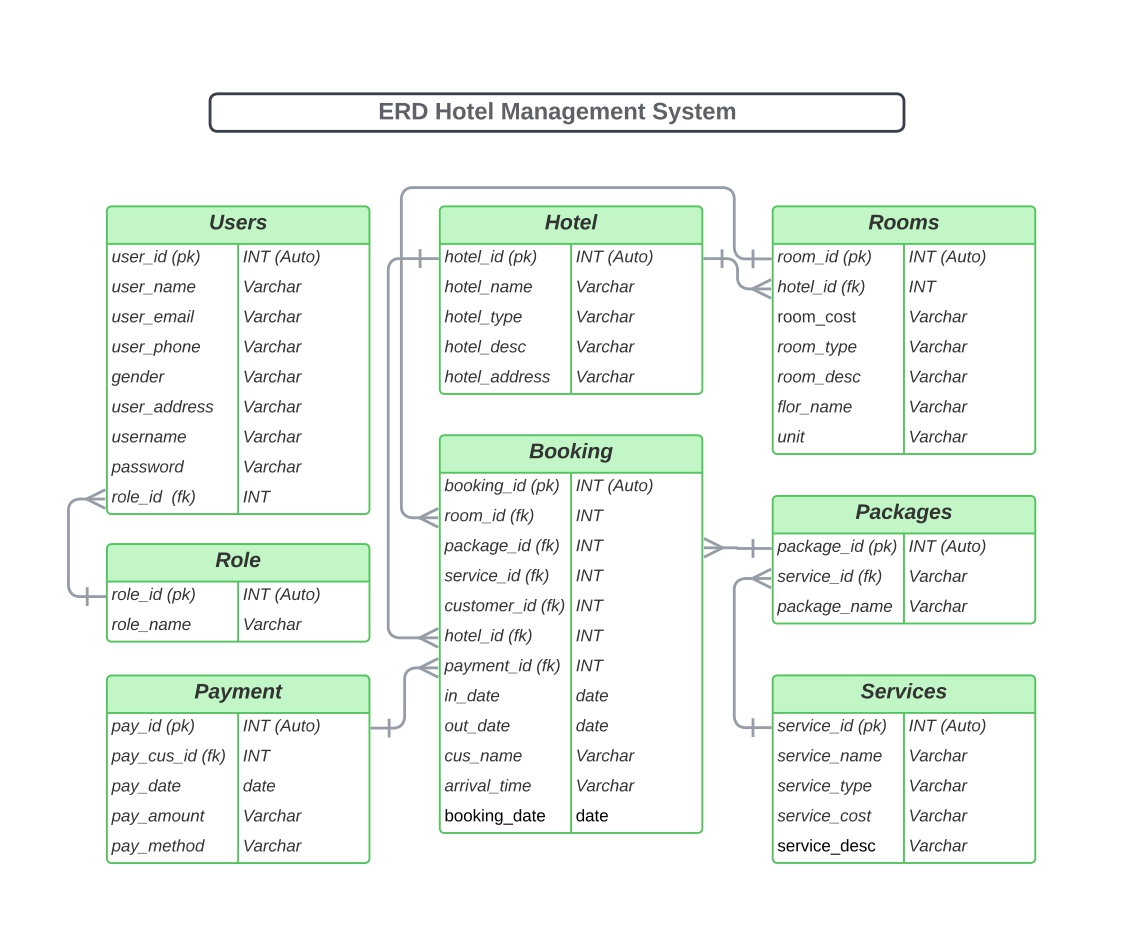 ERD Hotel Management System
Users
user_id (pk) INT (Auto)
user_name Varchar
user_email Varchar
user_phone Varchar
gender Varchar
user_address Varchar
username Varchar
password Varchar
role_id (fk) INT
Role
role_id (pk) INT (Auto)
role_name Varchar
Payment
pay_id (pk) INT (Auto)
pay_cus_id (fk) INT
pay_date date
pay_amount Varchar
pay_method Varchar
Hotel
hotel_id (pk) INT (Auto)
hotel_name Varchar
hotel_type Varchar
hotel_desc Varchar
hotel_address Varchar
Booking
booking_id (pk) INT (Auto)
room_id (fk) INT
package_id (fk) INT
service_id (fk) INT
customer_id (fk) INT
hotel_id (fk) INT
payment_id (fk) INT
in_date date
out_date date
cus_name Varchar
arrival_time Varchar
booking_date date
Rooms
room_id (pk) INT (Auto)
hotel_id (fk) INT
room_cost Varchar
room_type Varchar
room_desc Varchar
flor_name Varchar
unit Varchar
Packages
package_id (pk) INT (Auto)
service_id (fk) Varchar
package_name Varchar
Services
service_id (pk) INT (Auto)
service_name Varchar
service_type Varchar
service_cost Varchar
service_desc Varchar